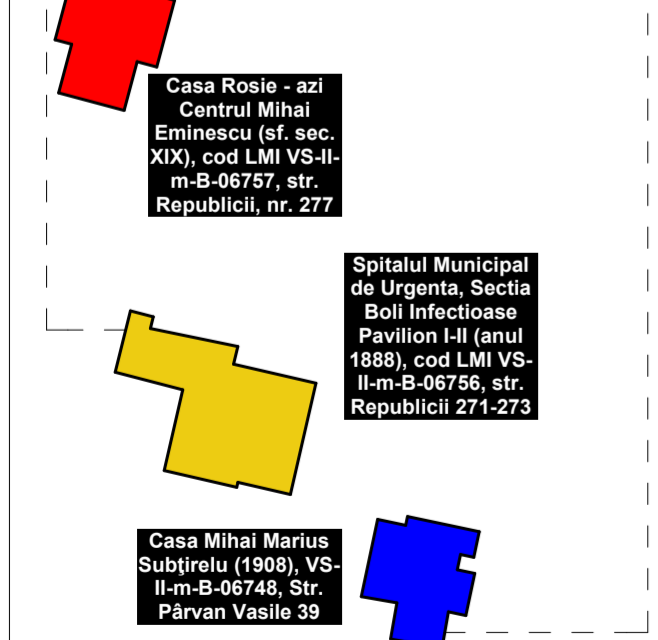 Casa Rosie - azi
Centrul Mihai
Eminescu (sf. sec.
XIX), cod LMI VS-II-
m-B-06757, str.
Republicii, nr. 277
Spitalul Municipal
de Urgenta, Sectia
Boli Infectioase
Pavilion I-II (anul
1888), cod LMI VS-
II-m-B-06756, str.
Republicii 271-273
Casa Mihai Marius
Subţirelu (1908), VS-
II-m-B-06748, Str.
Pârvan Vasile 39